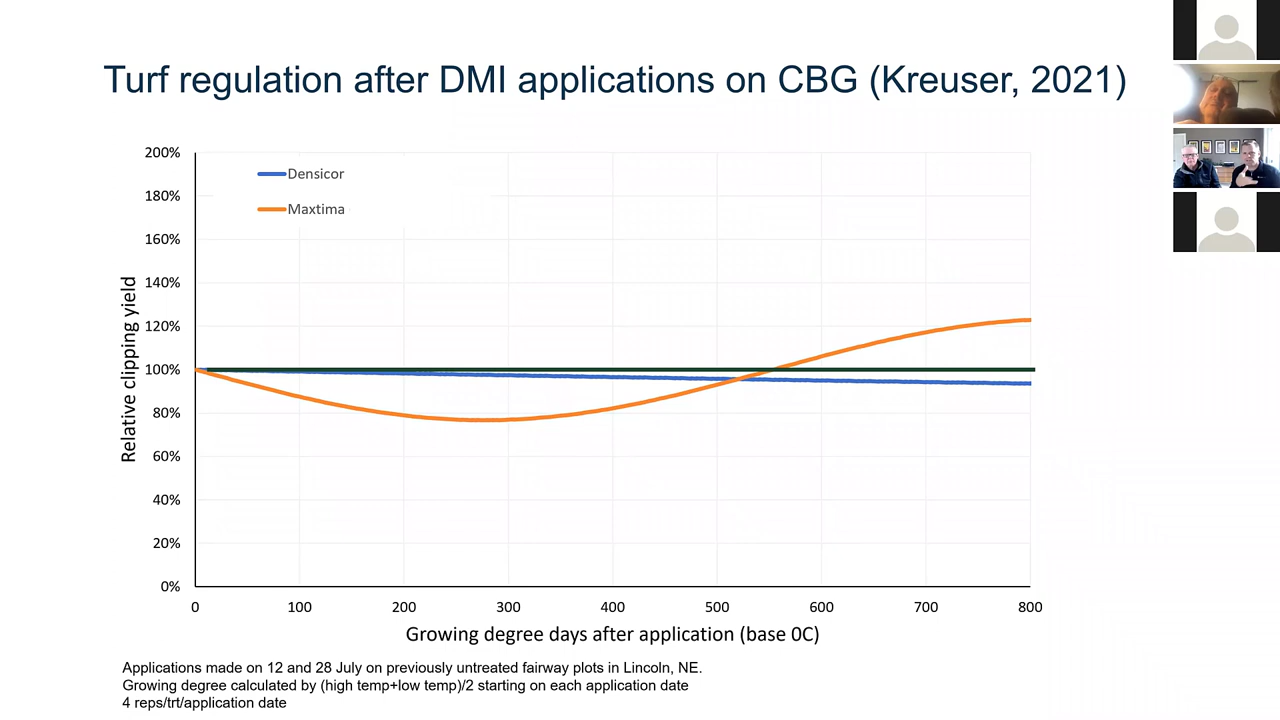 Turf regulation after DMI applications on CBG (Kreuser, 2021)
200%
180%
160%
140%
120%
100%
80%
60%
40%
20%
0%
Relative clipping yield
Densicor
Maxtima
0 100 200 300 400 500 600 700 800
Growing degree days after application (base 0C)
Applications made on 12 and 28 July on previously untreated fairway plots in Lincoln, NE.
Growing degree calculated by (high temp+low temp)/2 starting on each application date
4 reps/trt/application date